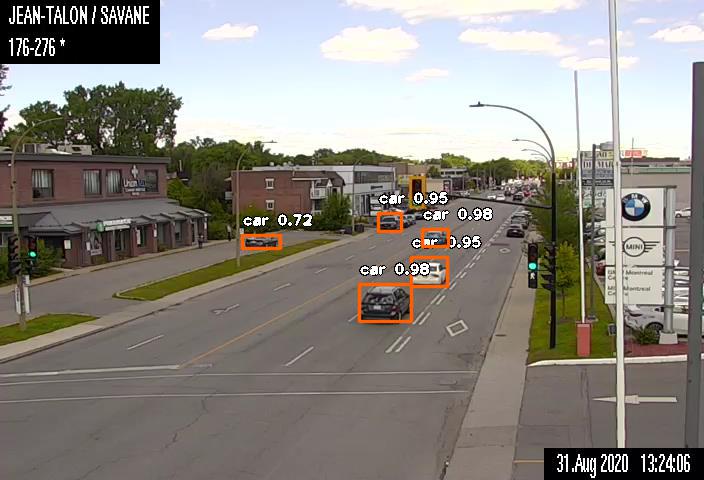 JEAN-TALON / SAVANE
176-276 *
car 0.95
car 0.72
car 0.98
car 0.95
car 0.98
BMW
MINI
31.Aug 2020 13:24:06